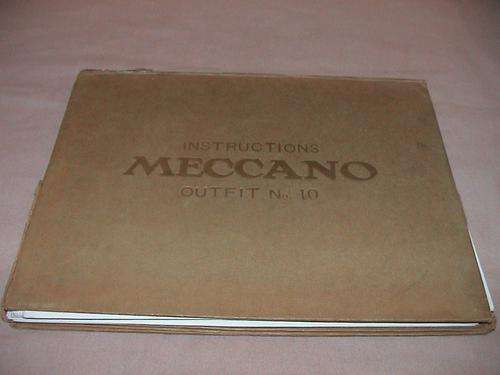 INSTRUCTIONS
MECCANO
OUTFIT No. 10